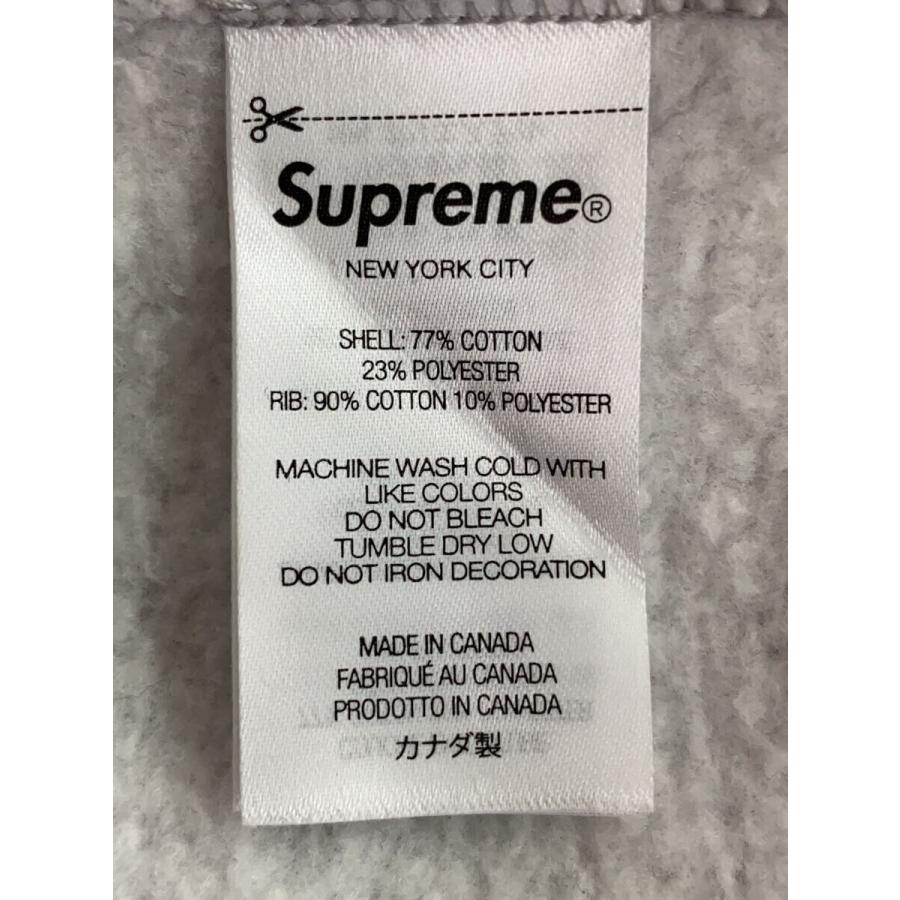 Supreme®
NEW YORK CITY
SHELL: 77% COTTON
23% POLYESTER
RIB: 90% COTTON 10% POLYESTER
MACHINE WASH COLD WITH
LIKE COLORS
DO NOT BLEACH
TUMBLE DRY LOW
DO NOT IRON DECORATION
MADE IN CANADA
FABRIQUÉ AU CANADA
PRODOTTO IN CANADA
カナダ製